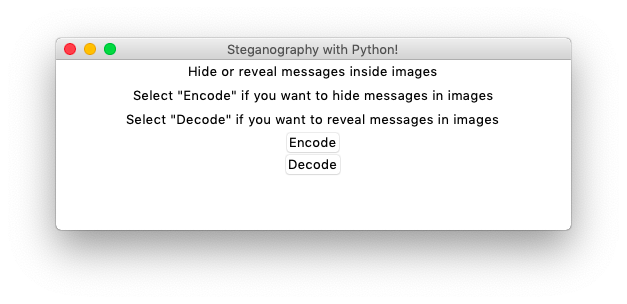 Steganography with Python!
Hide or reveal messages inside images
Select "Encode" if you want to hide messages in images
Select "Decode" if you want to reveal messages in images
Encode
Decode